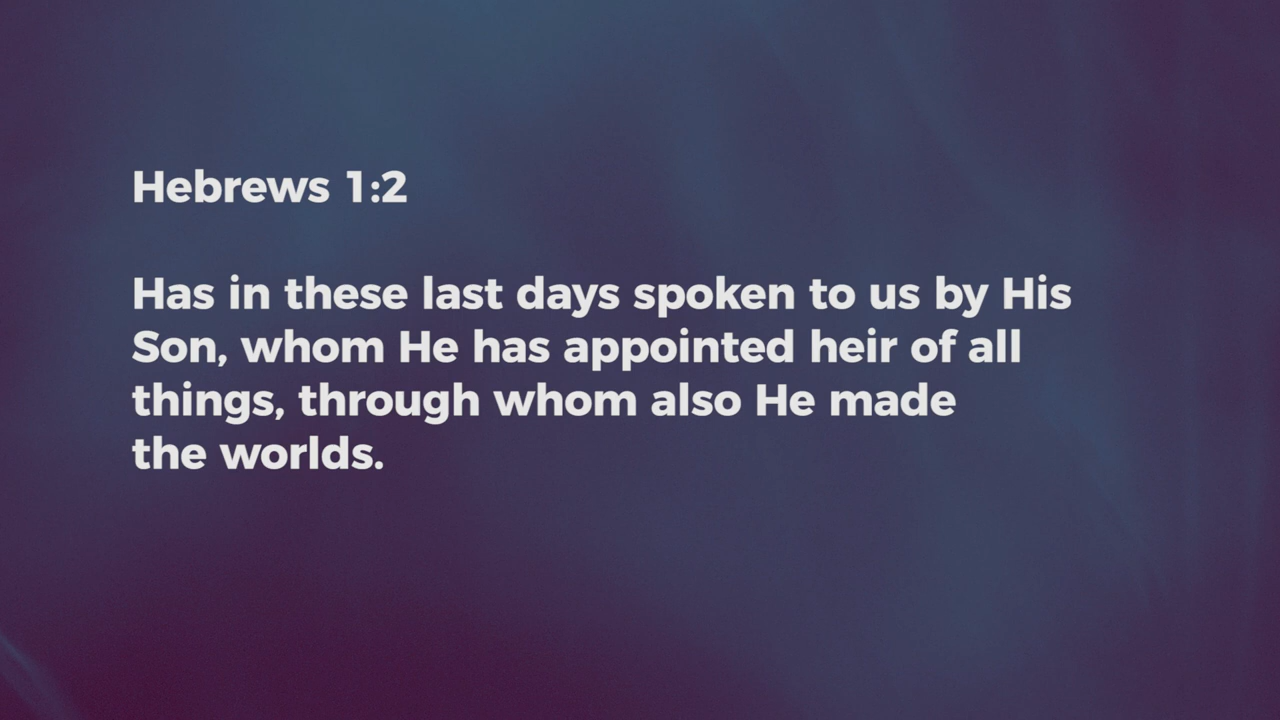 Hebrews 1:2
Has in these last days spoken to us by His
Son, whom He has appointed heir of all
things, through whom also He made
the worlds.